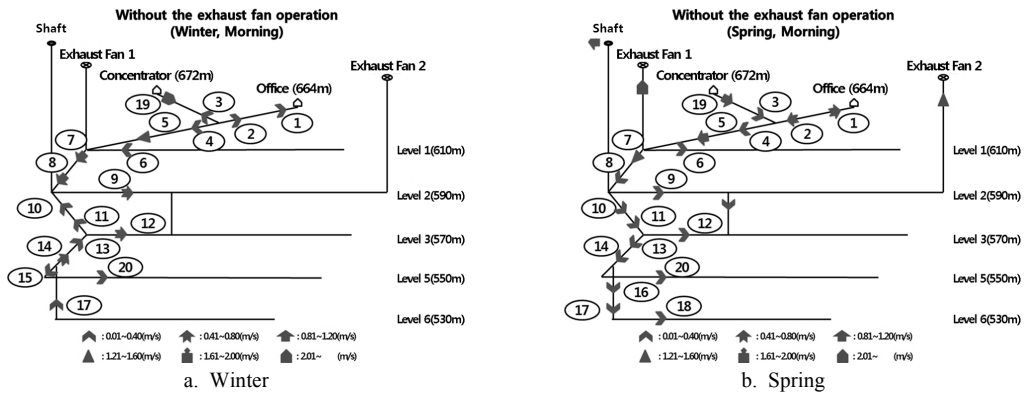 Without the exhaust fan operation
(Winter, Morning)
Shaft
Exhaust Fan 1
Concentrator (672m)
Exhaust Fan 2
Office (664m)
19
3
5
1
7
4
2
8
6
Level 1(610m)
9
Level 2(590m)
10
11
12
Level 3(570m)
14
13
15
20
Level 5(550m)
17
Level 6(530m)
: 0.01~0.40(m/s)
: 0.41~0.80(m/s)
: 0.81~1.20(m/s)
: 1.21~1.60(m/s)
: 1.61~2.00(m/s)
: 2.01~ (m/s)
a. Winter
Without the exhaust fan operation
(Spring, Morning)
Shaft
Exhaust Fan 1
Concentrator (672m)
Exhaust Fan 2
Office (664m)
19
3
5
1
7
4
2
8
6
Level 1(610m)
9
Level 2(590m)
10
11
12
Level 3(570m)
14
13
20
Level 5(550m)
16
17
18
Level 6(530m)
: 0.01~0.40(m/s)
: 0.41~0.80(m/s)
: 0.81~1.20(m/s)
: 1.21~1.60(m/s)
: 1.61~2.00(m/s)
: 2.01~ (m/s)
b. Spring